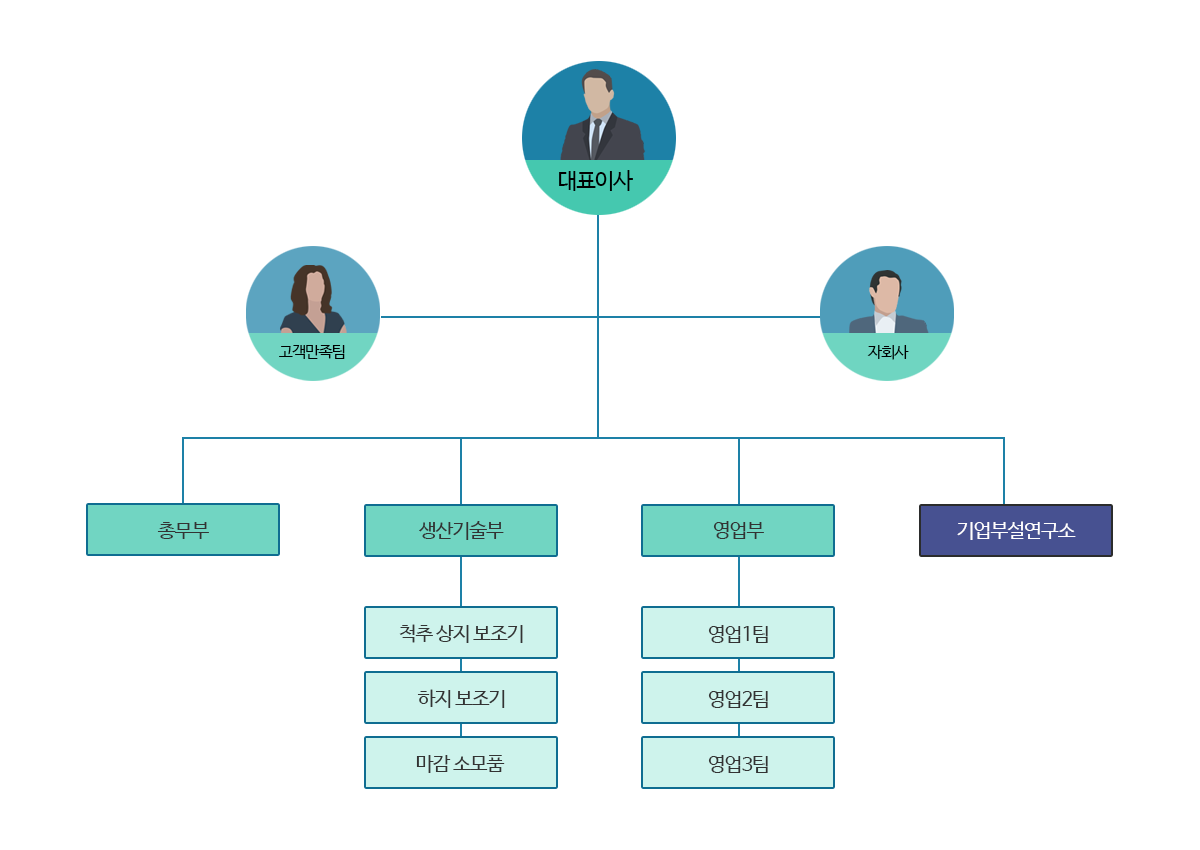 대표이사
고객만족팀
자회사
총무부
생산기술부
영업부
기업부설연구소
척추 상지 보조기
영업1팀
하지 보조기
영업2팀
마감 소모품
영업3팀